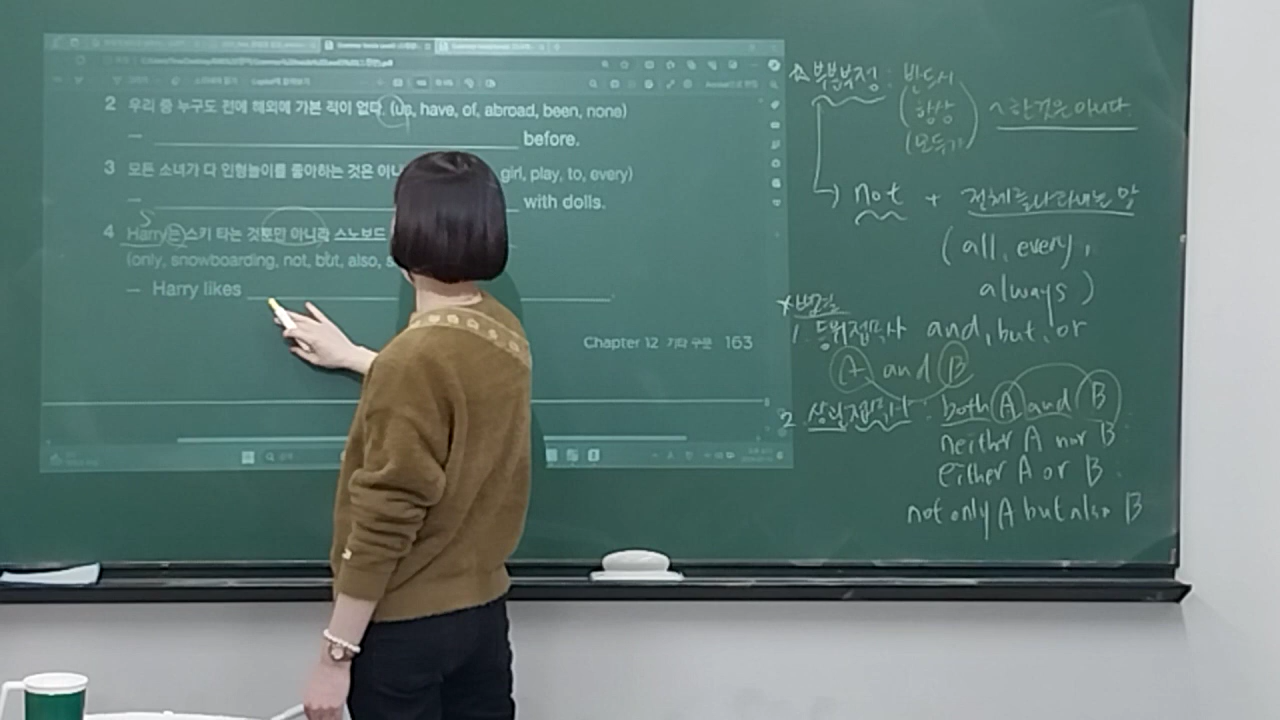 2 우리 중 누구도 전에 해외에 가본 적이 없다. (us, have, of, abroad, been, none)
– before.
3 모든 소녀가 다 인형놀이를 좋아하는 것은 아니 girl, play, to, every)
– with dolls.
S
4 Harry는 스키 타는 것뿐만 아니라 스노보드
(only, snowboarding, not, but, also, s
– Harry likes
Chapter 12 기타 구문 163
☆부분부정: 반드시
(항상) ~한것은 아니다.
(모두가)
→ not + 전체를나타내는 말
(all, every,
always)
*병렬
1. 등위접속사 and, but, or
A and B
2. 상관접속사: both A and B
neither A nor B
either A or B
not only A but also B